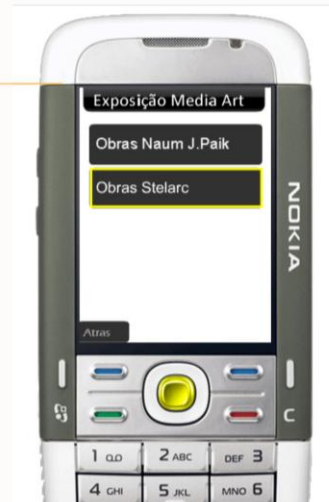 Exposição Media Art
Obras Naum J.Paik
Obras Stelarc
NOKIA
Atras
C
1
2 ABC
DEF 3
4 GHI
5 JKL
MNO 6